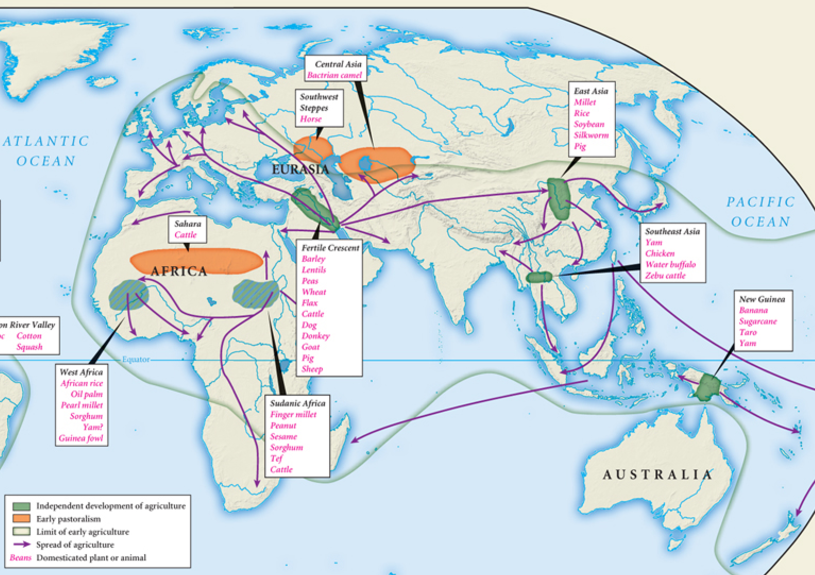 Central Asia
Bactrian camel
Southwest
Steppes
Horse
East Asia
Millet
Rice
Soybean
Silkworm
Pig
ATLANTIC
OCEAN
EURASIA
PACIFIC
OCEAN
Sahara
Cattle
Fertile Crescent
Barley
Lentils
Peas
Wheat
Flax
Cattle
Dog
Donkey
Goat
Pig
Sheep
Southeast Asia
Yam
Chicken
Water buffalo
Zebu cattle
AFRICA
New Guinea
Banana
Sugarcane
Taro
Yam
on River Valley
c Cotton
Squash
Equator
West Africa
African rice
Oil palm
Pearl millet
Sorghum
Yam?
Guinea fowl
Sudanic Africa
Finger millet
Peanut
Sesame
Sorghum
Tef
Cattle
AUSTRALIA
Independent development of agriculture
Early pastoralism
Limit of early agriculture
Spread of agriculture
Beans Domesticated plant or animal